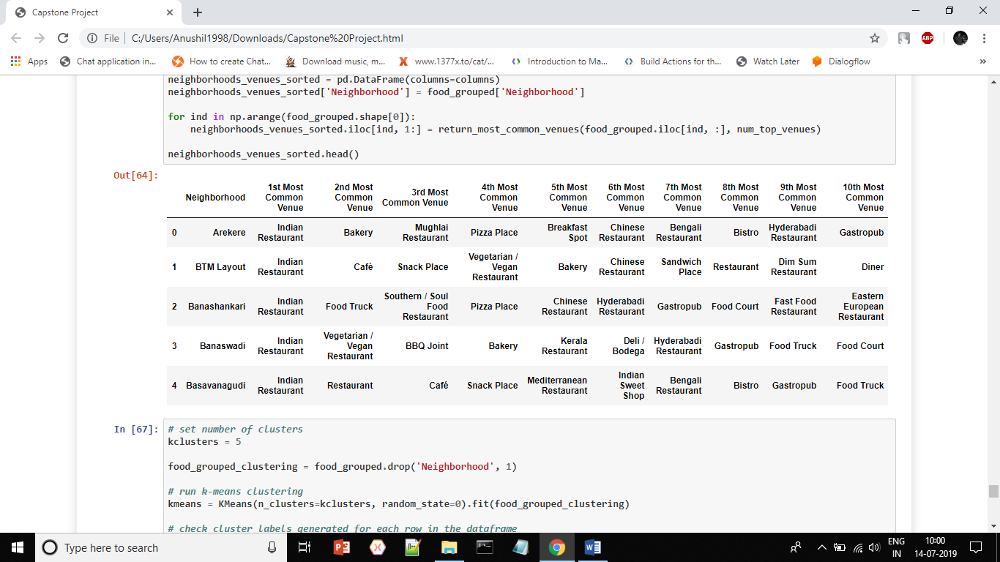 Capstone Project
File | C:/Users/Anushil1998/Downloads/Capstone%20Project.html
ABP
Apps Chat application in... How to create Chat... Download music, m... www.1377x.to/cat/... Introduction to Ma... Build Actions for th... Watch Later Dialogflow »
neighborhoods_venues_sorted = pd.DataFrame(columns=columns)
neighborhoods_venues_sorted['Neighborhood'] = food_grouped['Neighborhood']
for ind in np.arange(food_grouped.shape[0]):
    neighborhoods_venues_sorted.iloc[ind, 1:] = return_most_common_venues(food_grouped.iloc[ind, :], num_top_venues)
neighborhoods_venues_sorted.head()
Out[64]:
Neighborhood 1st Most Common Venue 2nd Most Common Venue 3rd Most Common Venue 4th Most Common Venue 5th Most Common Venue 6th Most Common Venue 7th Most Common Venue 8th Most Common Venue 9th Most Common Venue 10th Most Common Venue
0 Arekere Indian Restaurant Bakery Mughlai Restaurant Pizza Place Breakfast Spot Chinese Restaurant Bengali Restaurant Bistro Hyderabadi Restaurant Gastropub
1 BTM Layout Indian Restaurant Café Snack Place Vegetarian / Vegan Restaurant Bakery Chinese Restaurant Sandwich Place Restaurant Dim Sum Restaurant Diner
2 Banashankari Indian Restaurant Food Truck Southern / Soul Food Restaurant Pizza Place Chinese Restaurant Hyderabadi Restaurant Gastropub Food Court Fast Food Restaurant Eastern European Restaurant
3 Banaswadi Indian Restaurant Vegetarian / Vegan Restaurant BBQ Joint Bakery Kerala Restaurant Deli / Bodega Hyderabadi Restaurant Gastropub Food Truck Food Court
4 Basavanagudi Indian Restaurant Restaurant Café Snack Place Mediterranean Restaurant Indian Sweet Shop Bengali Restaurant Bistro Gastropub Food Truck
In [67]: # set number of clusters
kclusters = 5
food_grouped_clustering = food_grouped.drop('Neighborhood', 1)
# run k-means clustering
kmeans = KMeans(n_clusters=kclusters, random_state=0).fit(food_grouped_clustering)
# check cluster labels generated for each row in the dataframe
Type here to search
ENG 10:00
IN 14-07-2019